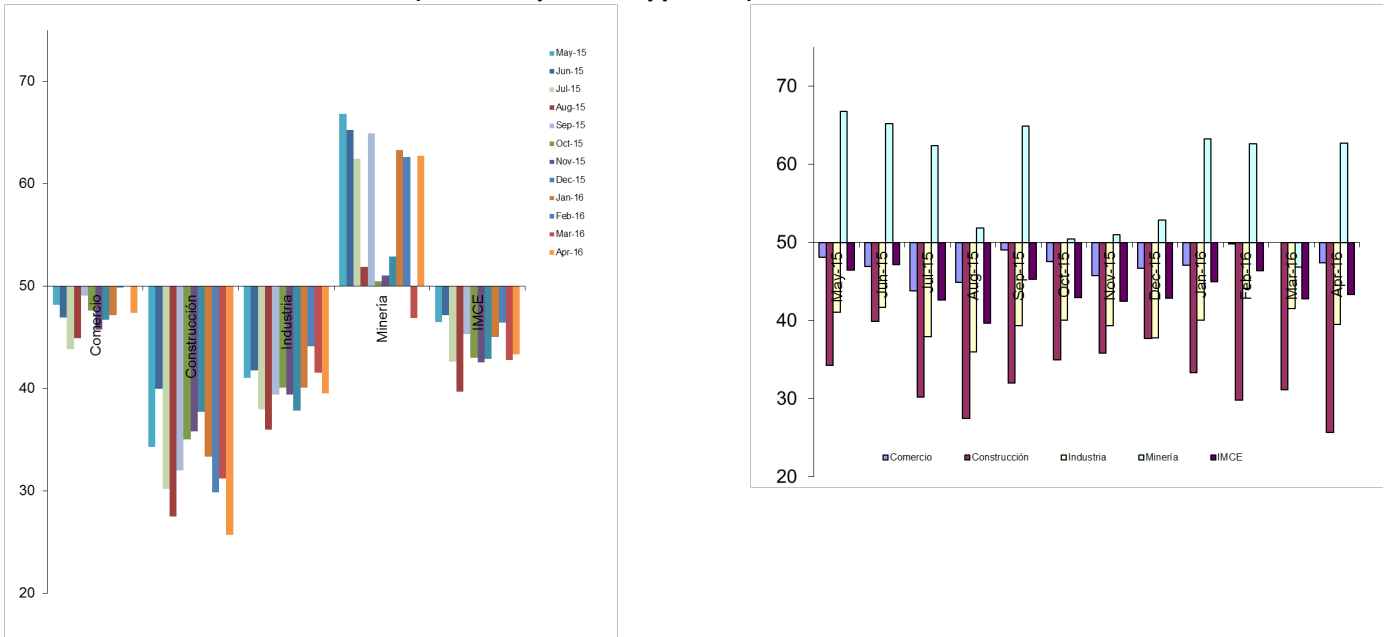 70
60
50
40
30
20
Comercio
Construcción
Industria
Minería
IMCE
May-15
Jun-15
Jul-15
Aug-15
Sep-15
Oct-15
Nov-15
Dec-15
Jan-16
Feb-16
Mar-16
Apr-16
70
60
50
40
30
20
May-15
Jun-15
Jul-15
Aug-15
Sep-15
Oct-15
Nov-15
Dec-15
Jan-16
Feb-16
Mar-16
Apr-16
Comercio Construcción Industria Minería IMCE